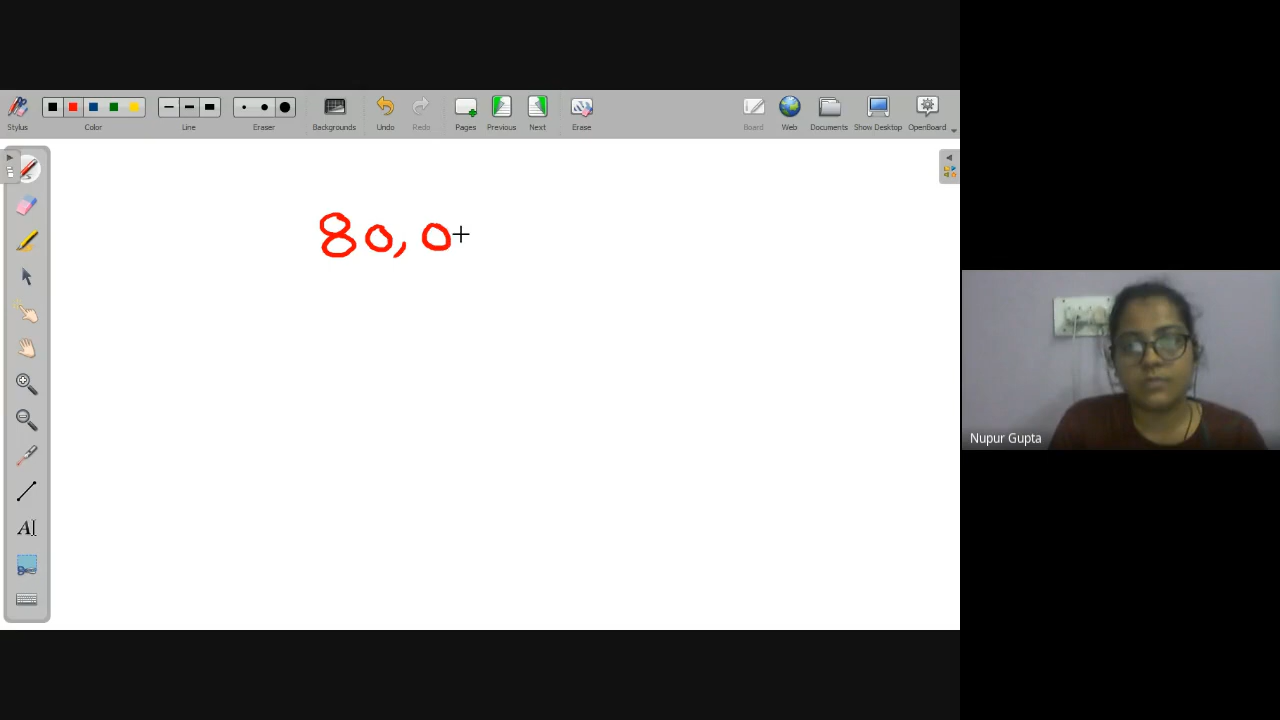 Stylus Color Line Eraser Backgrounds Undo Redo Pages Previous Next Erase Board Web Documents Show Desktop OpenBoard
80, 0
Nupur Gupta